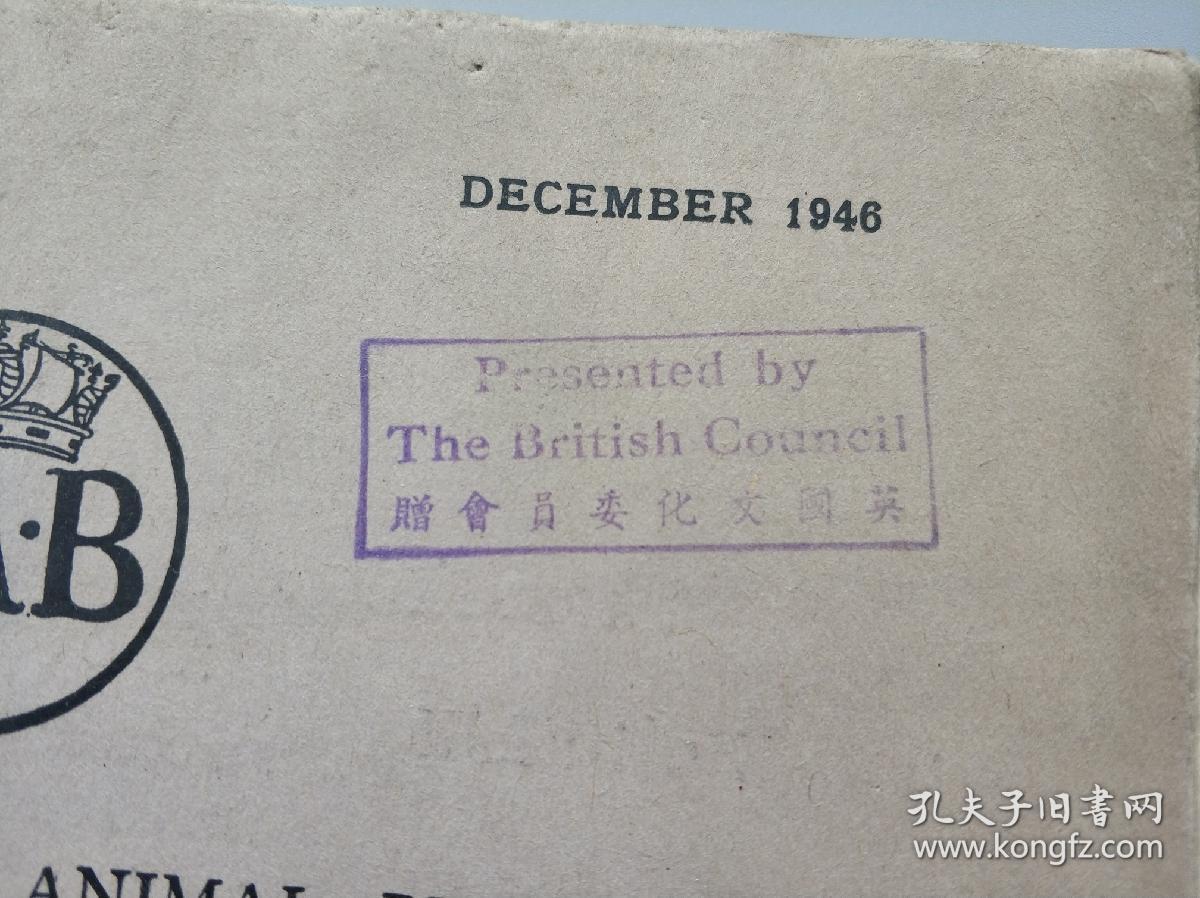 DECEMBER 1946
Presented by
The British Council
英國文化委員會贈
A·B
ANIMAL
孔夫子旧书网
www.kongfz.com